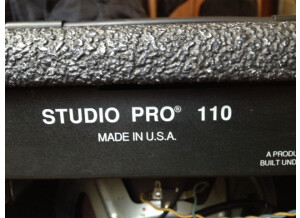 STUDIO PRO® 110
MADE IN U.S.A.
A PRODU
BUILT UND